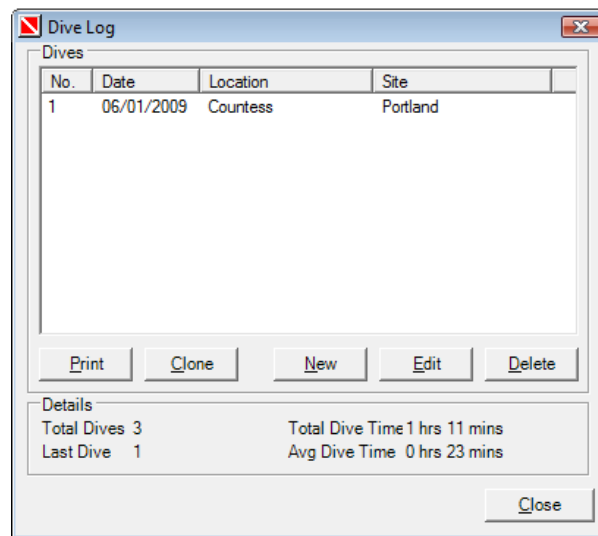 Dive Log
Dives
No. Date Location Site
1 06/01/2009 Countess Portland
Print Clone New Edit Delete
Details
Total Dives 3 Total Dive Time 1 hrs 11 mins
Last Dive 1 Avg Dive Time 0 hrs 23 mins
Close